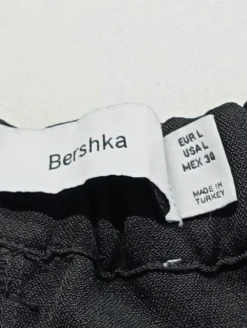 Bershka
EUR L
USA L
MEX 30
MADE IN
TURKEY